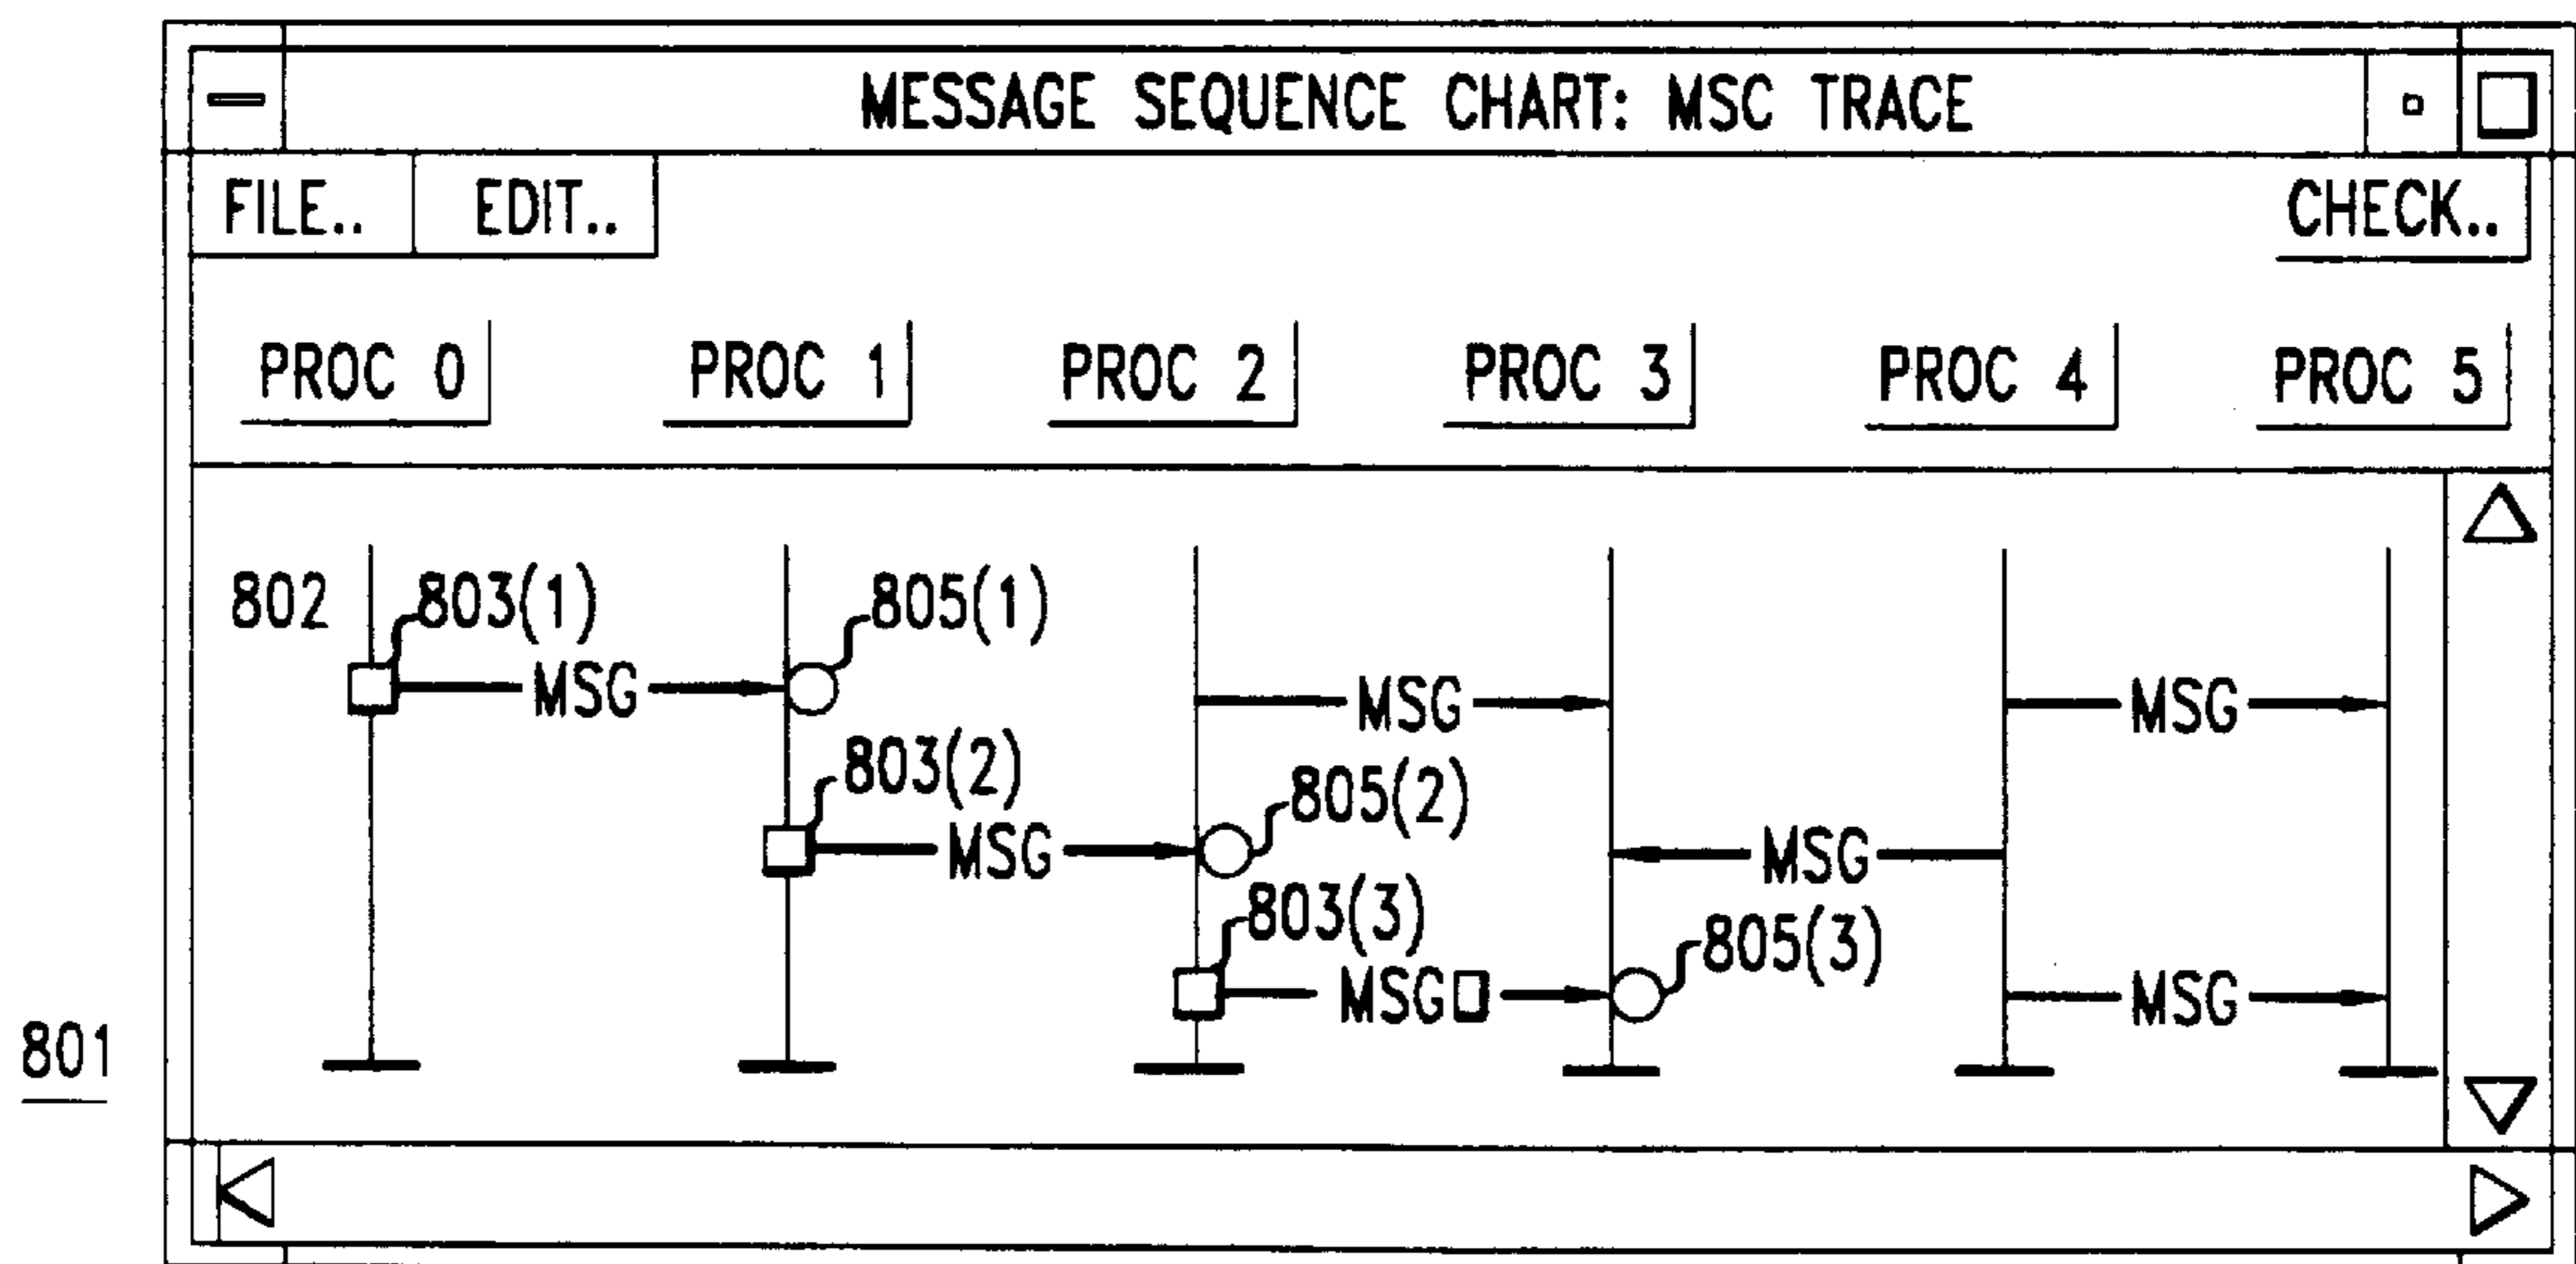 MESSAGE SEQUENCE CHART: MSC TRACE
FILE.. EDIT.. CHECK..
PROC 0 PROC 1 PROC 2 PROC 3 PROC 4 PROC 5
802 803(1) 805(1)
MSG MSG MSG
803(2) 805(2)
MSG MSG
803(3) 805(3)
MSG MSG
801